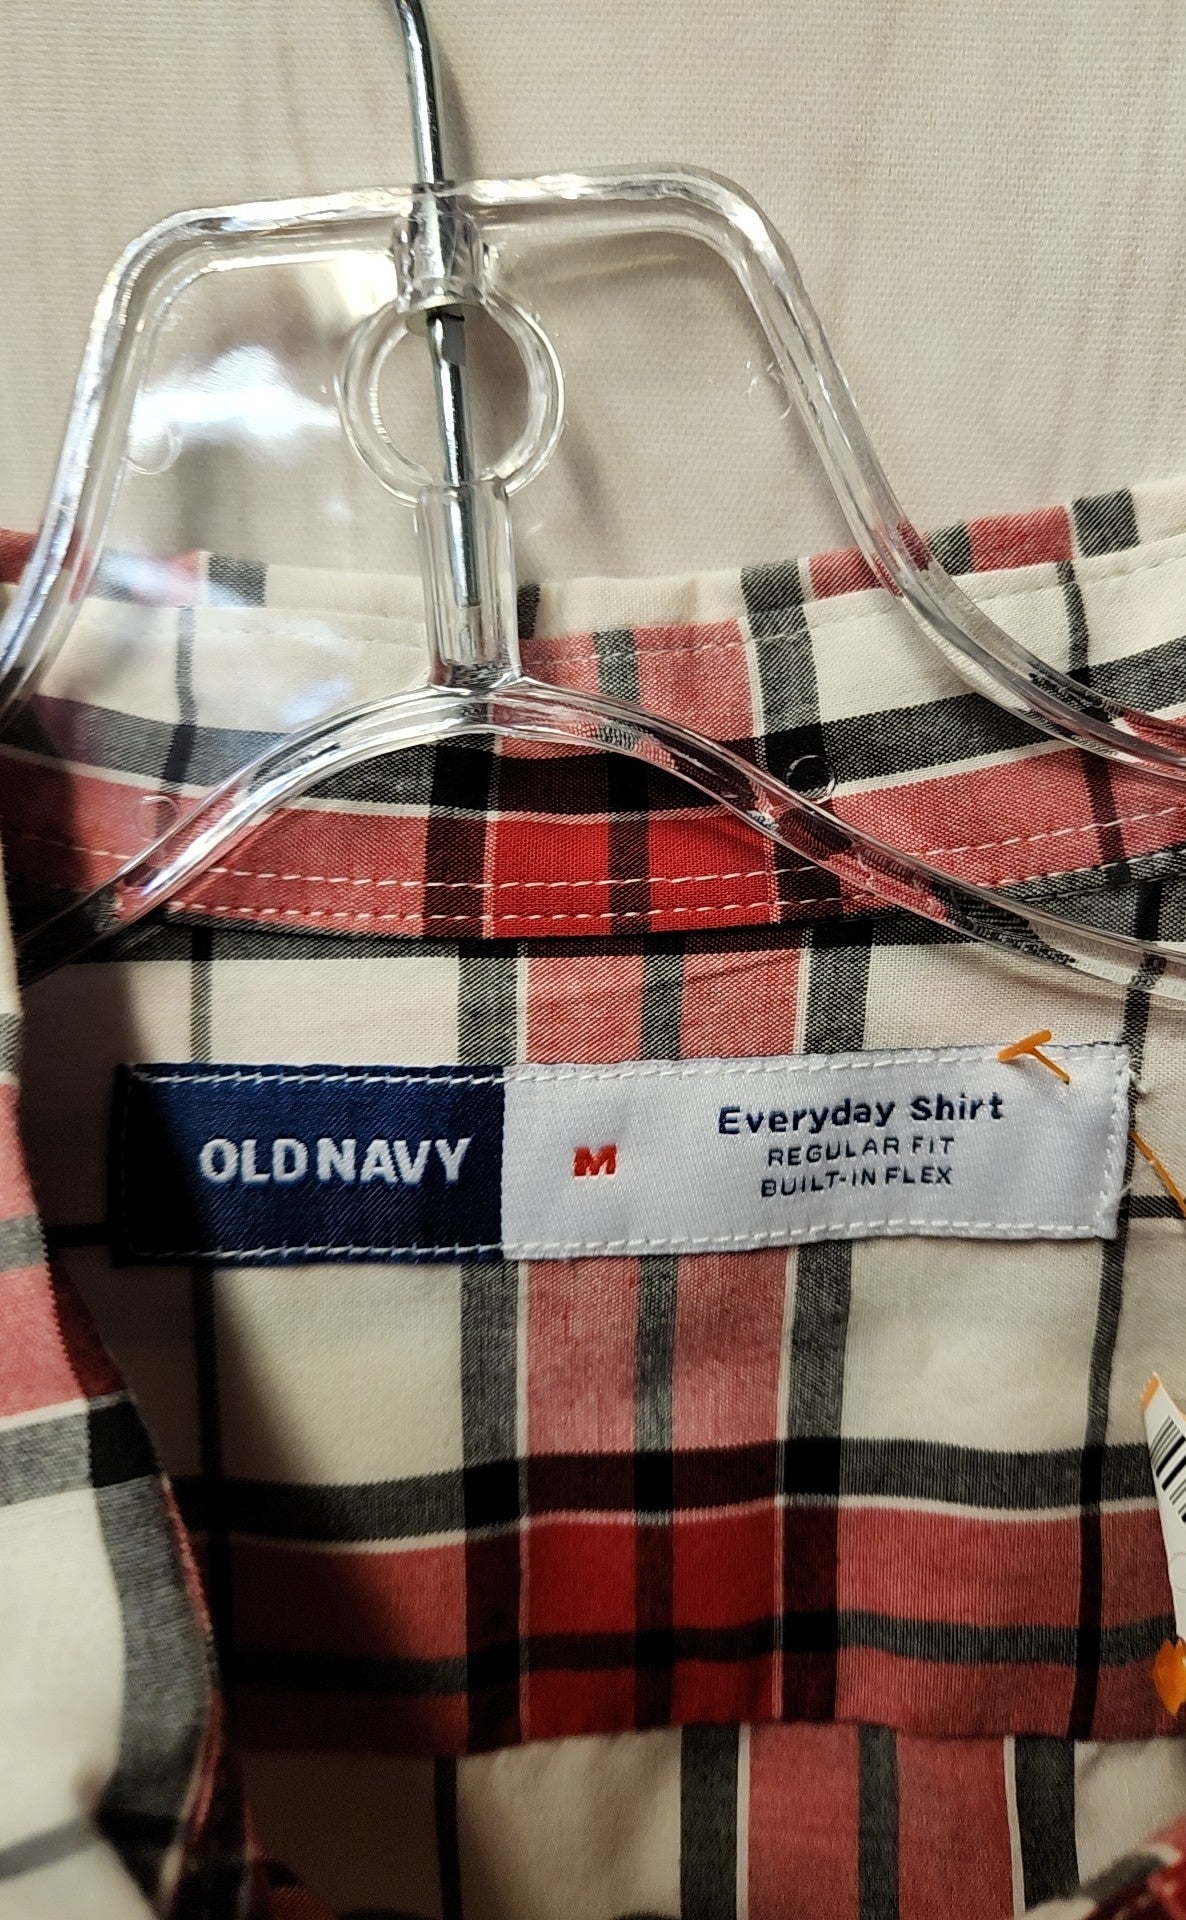 OLD NAVY
M
Everyday Shirt
REGULAR FIT
BUILT-IN FLEX